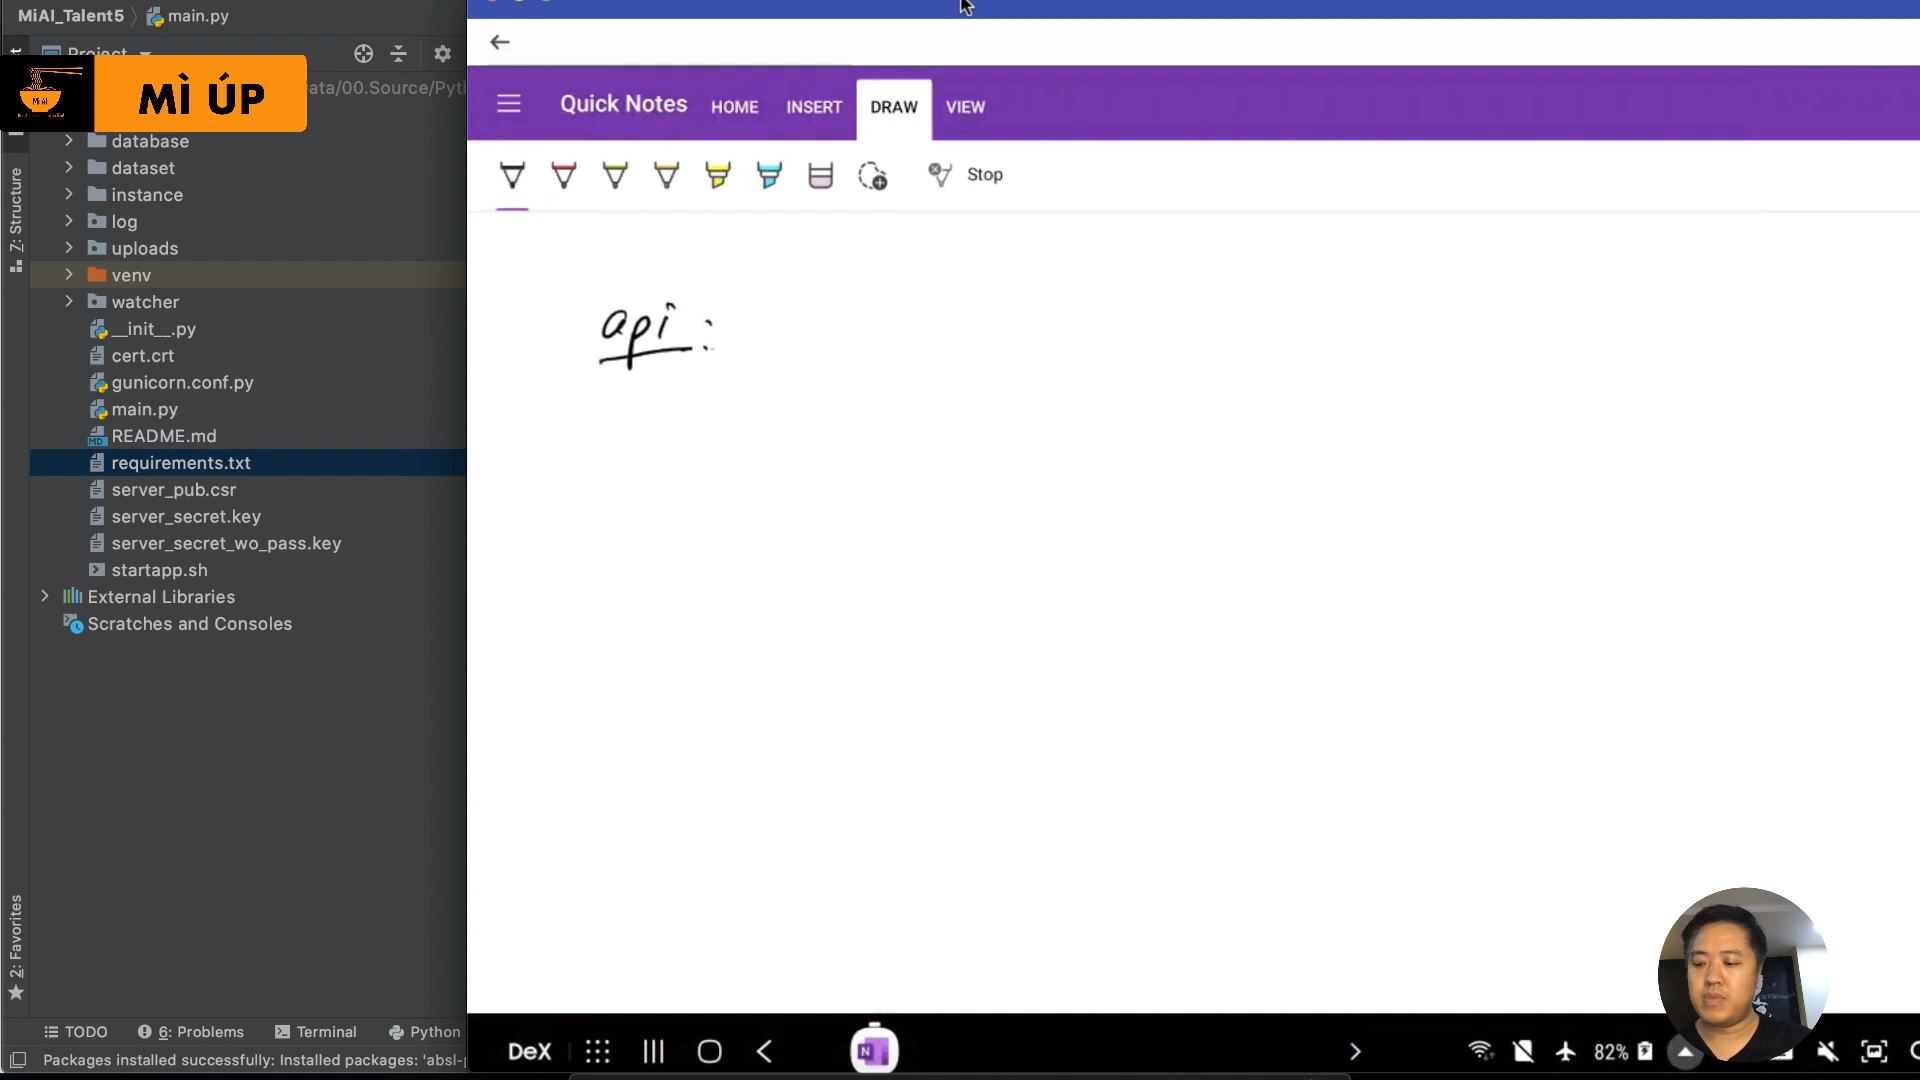 MiAI_Talent5 main.py
Project
Mì AI
MÌ ÚP
ata/00.Source/Pyt
Quick Notes HOME INSERT DRAW VIEW
Stop
database
dataset
instance
log
uploads
venv
watcher
__init__.py
cert.crt
gunicorn.conf.py
main.py
README.md
requirements.txt
server_pub.csr
server_secret.key
server_secret_wo_pass.key
startapp.sh
External Libraries
Scratches and Consoles
Z: Structure
2: Favorites
api :
TODO 6: Problems Terminal Python
Packages installed successfully: Installed packages: 'absl-p
DeX N 82%